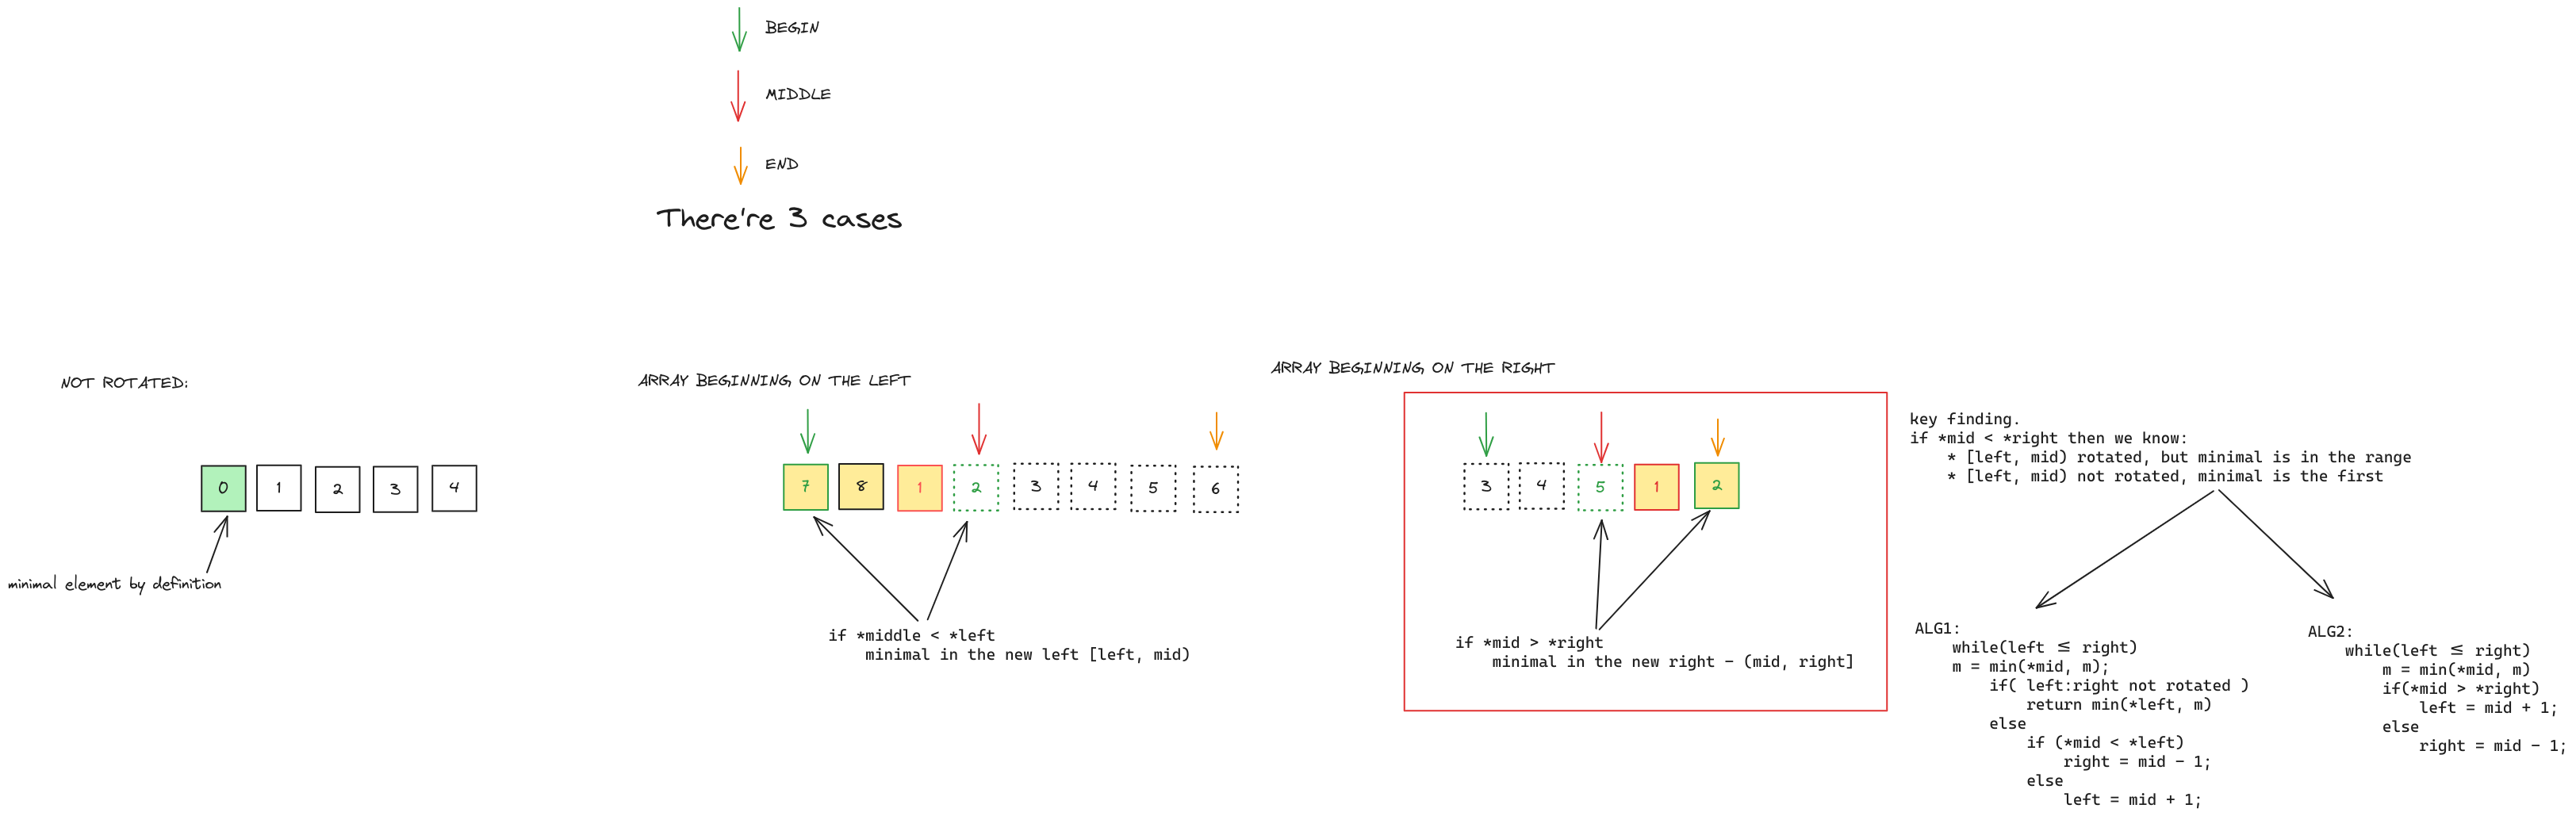 BEGIN
MIDDLE
END
There're 3 cases
NOT ROTATED:
0 1 2 3 4
minimal element by definition
ARRAY BEGINNING ON THE LEFT
7 8 1 2 3 4 5 6
if *middle < *left
minimal in the new left [left, mid)
ARRAY BEGINNING ON THE RIGHT
3 4 5 1 2
if *mid > *right
minimal in the new right - (mid, right]
key finding.
if *mid < *right then we know:
* [left, mid) rotated, but minimal is in the range
* [left, mid) not rotated, minimal is the first
ALG1:
while(left ≤ right)
m = min(*mid, m);
if( left:right not rotated )
return min(*left, m)
else
if (*mid < *left)
right = mid - 1;
else
left = mid + 1;
ALG2:
while(left ≤ right)
m = min(*mid, m)
if(*mid > *right)
left = mid + 1;
else
right = mid - 1;